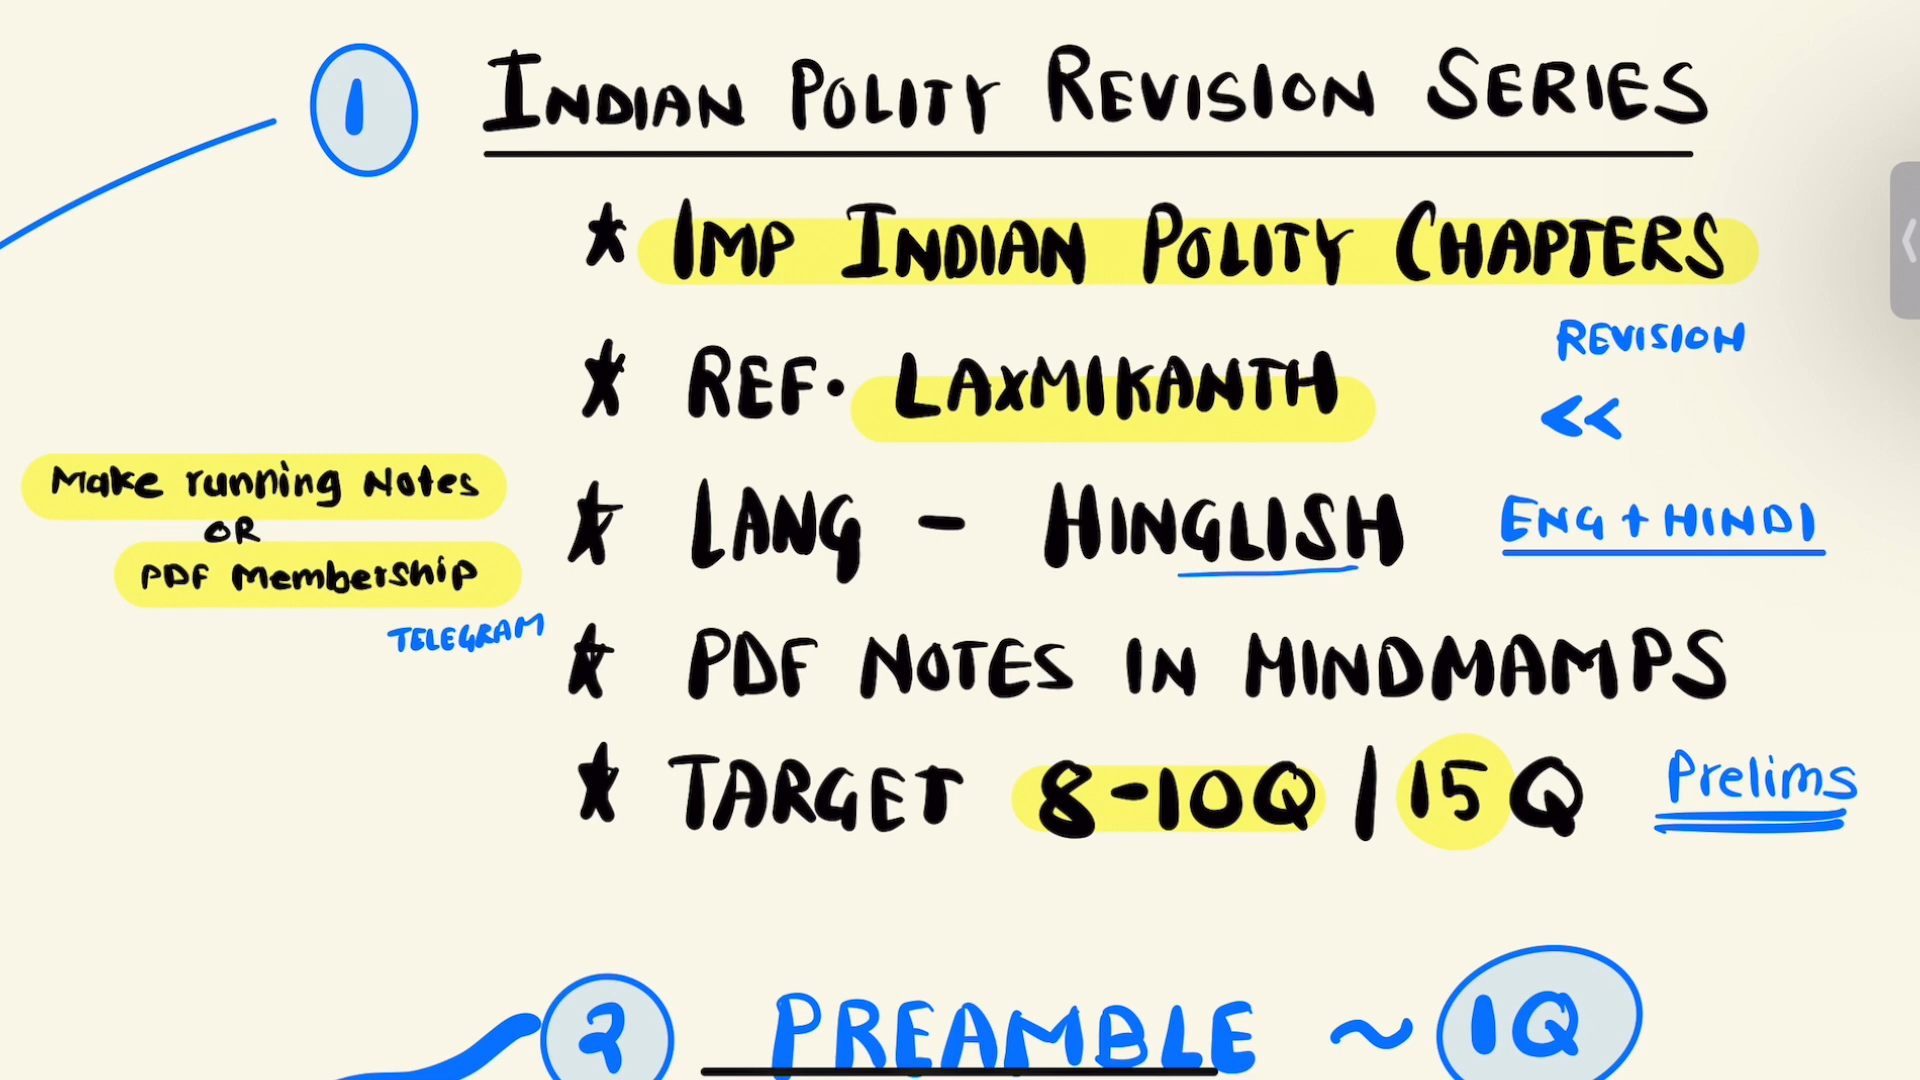 1 INDIAN POLITY REVISION SERIES
* IMP INDIAN POLITY CHAPTERS
REVISION
* REF. LAXMIKANTH
<<
Make running Notes
OR
PDF Membership
TELEGRAM
* LANG - HINGLISH
ENG + HINDI
* PDF NOTES IN MINDMAMPS
* TARGET 8-10Q | 15Q
Prelims
2 PREAMBLE ~ 1Q